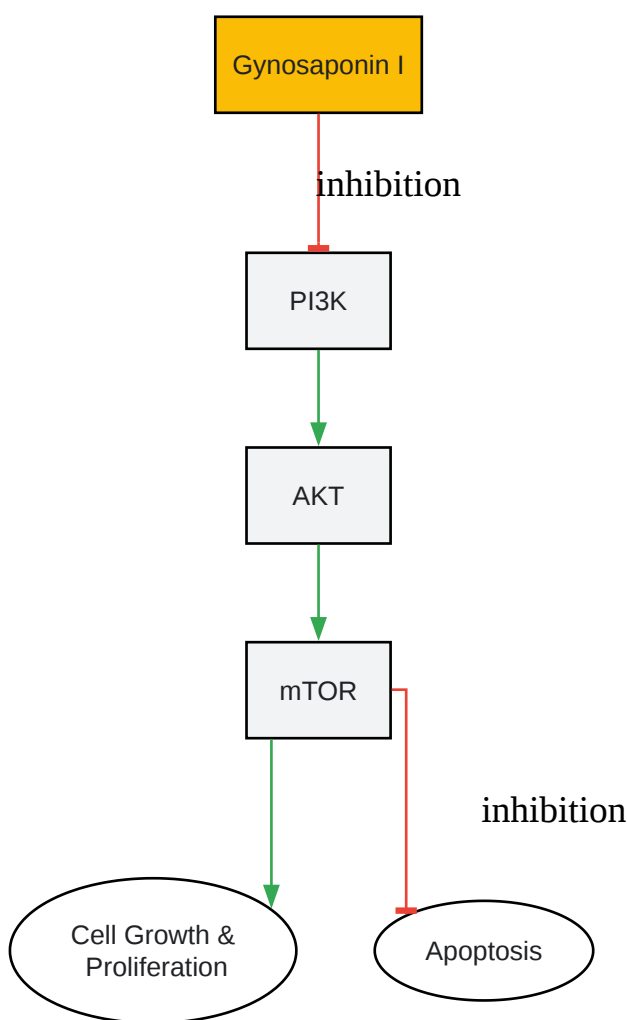 Gynosaponin I
inhibition
PI3K
AKT
mTOR
inhibition
Cell Growth &
Proliferation
Apoptosis